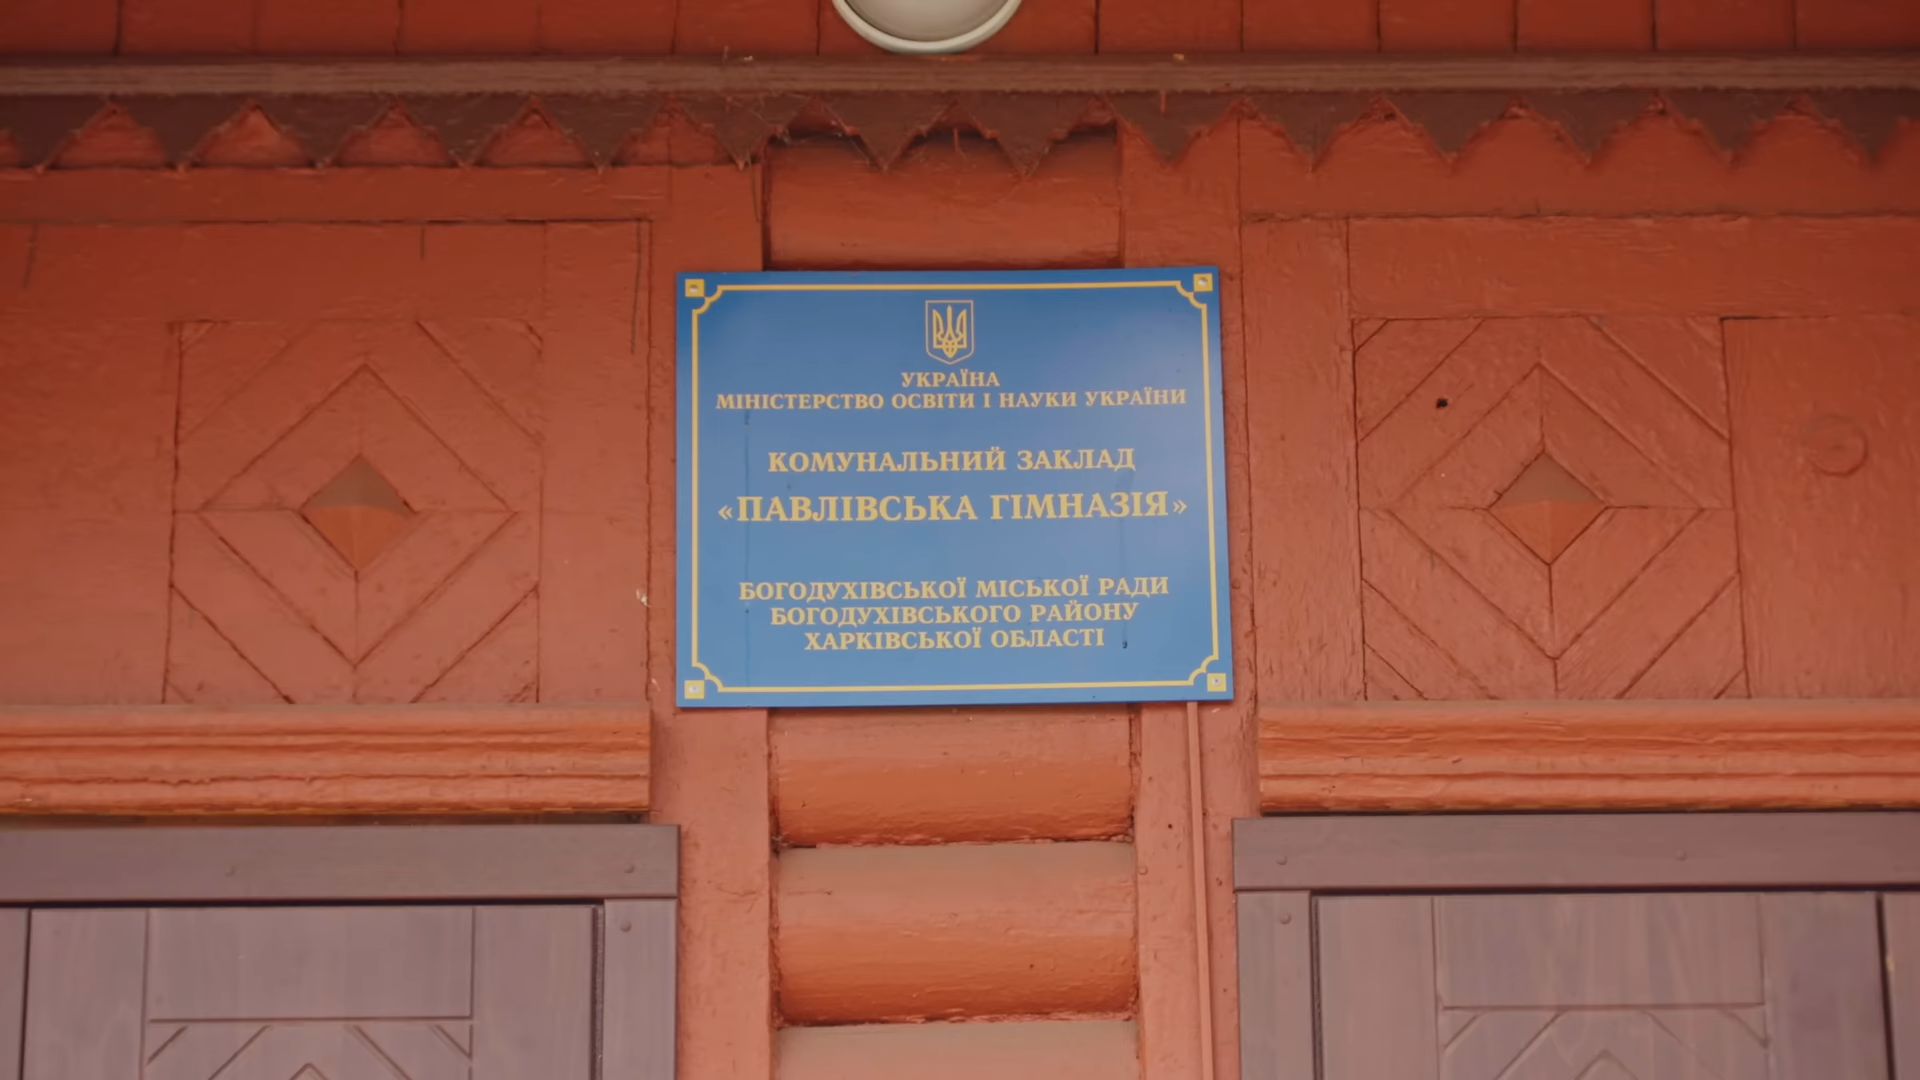 УКРАЇНА
МІНІСТЕРСТВО ОСВІТИ І НАУКИ УКРАЇНИ
КОМУНАЛЬНИЙ ЗАКЛАД
«ПАВЛІВСЬКА ГІМНАЗІЯ»
БОГОДУХІВСЬКОЇ МІСЬКОЇ РАДИ
БОГОДУХІВСЬКОГО РАЙОНУ
ХАРКІВСЬКОЇ ОБЛАСТІ